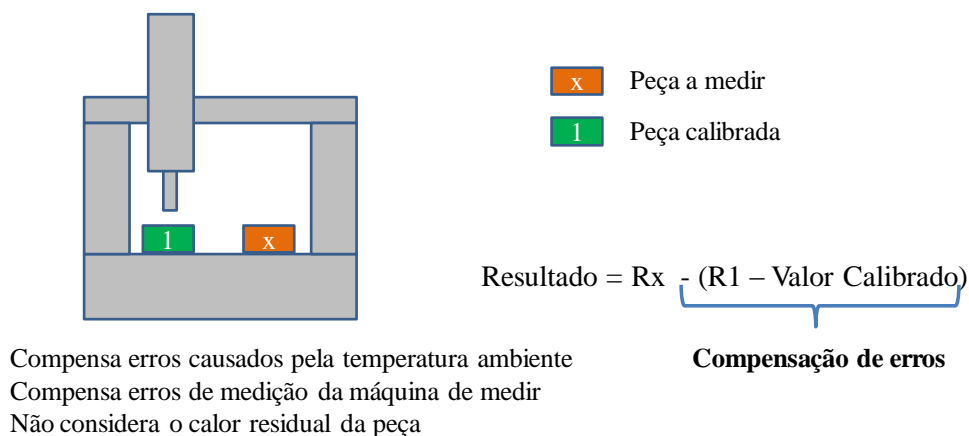 x Peça a medir
1 Peça calibrada
1 x
Resultado = Rx - (R1 – Valor Calibrado)
Compensação de erros
Compensa erros causados pela temperatura ambiente
Compensa erros de medição da máquina de medir
Não considera o calor residual da peça